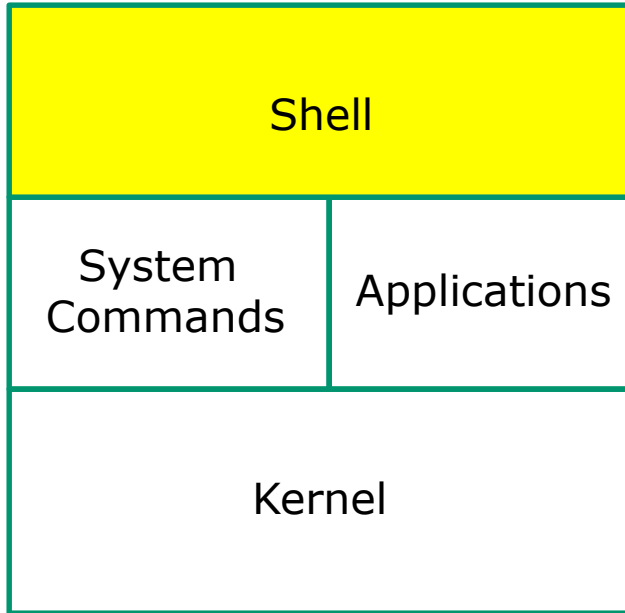 Shell
System
Commands
Applications
Kernel